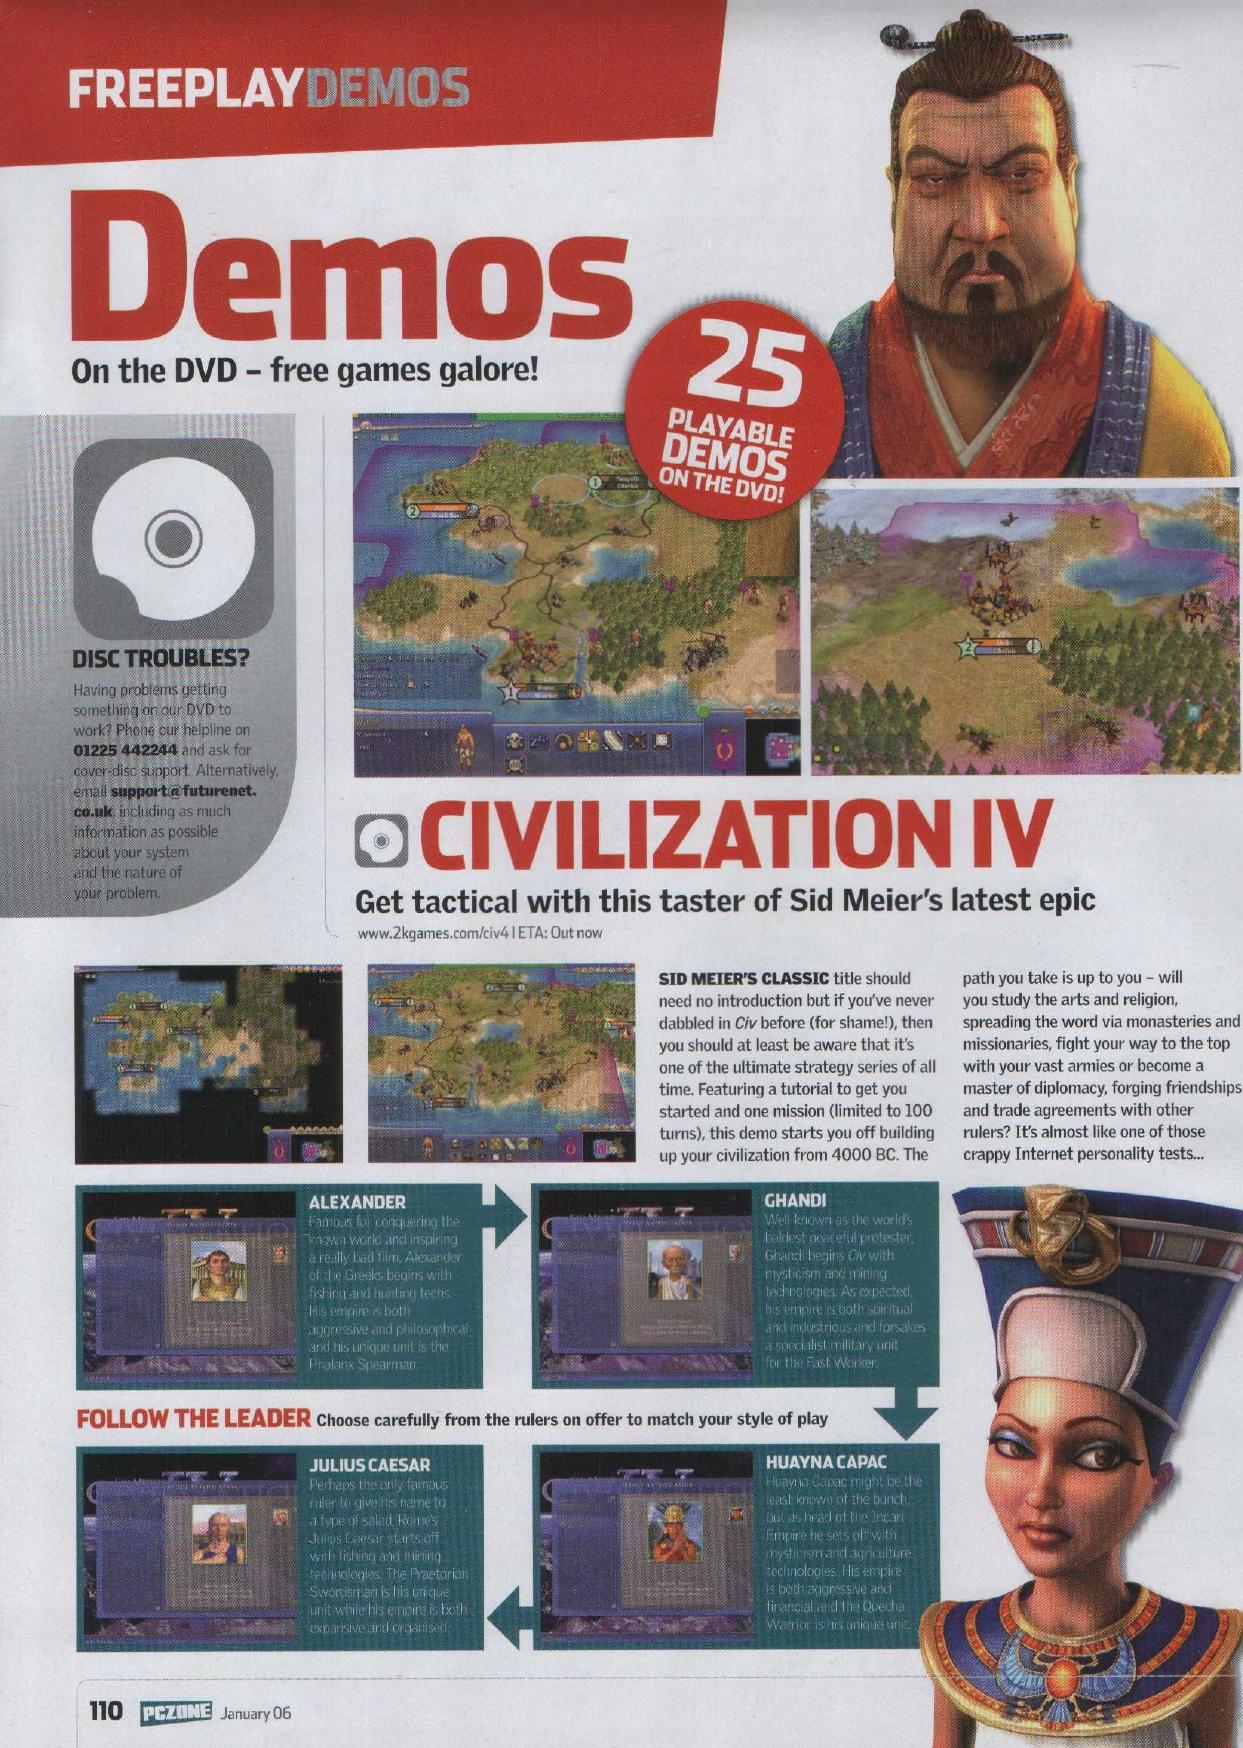 FREEPLAYDEMOS
Demos
On the DVD – free games galore!
25
PLAYABLE
DEMOS
ON THE DVD!
DISC TROUBLES?
Having problems getting
something on our DVD to
work? Phone our helpline on
01225 442244 and ask for
cover-disc support. Alternatively,
email support@futurenet.
co.uk, including as much
information as possible
about your system
and the nature of
your problem.
CIVILIZATION IV
Get tactical with this taster of Sid Meier's latest epic
www.2kgames.com/civ4 | ETA: Out now
SID MEIER'S CLASSIC title should
need no introduction but if you've never
dabbled in Civ before (for shame!), then
you should at least be aware that it's
one of the ultimate strategy series of all
time. Featuring a tutorial to get you
started and one mission (limited to 100
turns), this demo starts you off building
up your civilization from 4000 BC. The
path you take is up to you – will
you study the arts and religion,
spreading the word via monasteries and
missionaries, fight your way to the top
with your vast armies or become a
master of diplomacy, forging friendships
and trade agreements with other
rulers? It's almost like one of those
crappy Internet personality tests...
ALEXANDER
Famous for conquering the
known world and inspiring
a really bad film, Alexander
of the Greeks begins with
fishing and hunting techs.
His empire is both
aggressive and philosophical
and his unique unit is the
Phalanx Spearman.
GHANDI
Well-known as the world's
baldest peaceful protester,
Ghandi begins Civ with
mysticism and mining
technologies. As expected,
his empire is both spiritual
and industrious and forsakes
a specialist military unit
for the Fast Worker.
FOLLOW THE LEADER Choose carefully from the rulers on offer to match your style of play
JULIUS CAESAR
Perhaps the only famous
ruler to give his name to
a type of salad, Rome's
Julius Caesar starts off
with fishing and mining
technologies. The Praetorian
Swordsman is his unique
unit while his empire is both
expansive and organised.
HUAYNA CAPAC
Huayna Capac might be the
least known of the bunch,
but as head of the Incan
Empire he sets off with
mysticism and agriculture
technologies. His empire
is both aggressive and
financial and the Quecha
Warrior is his unique unit.
110 PCZONE January 06